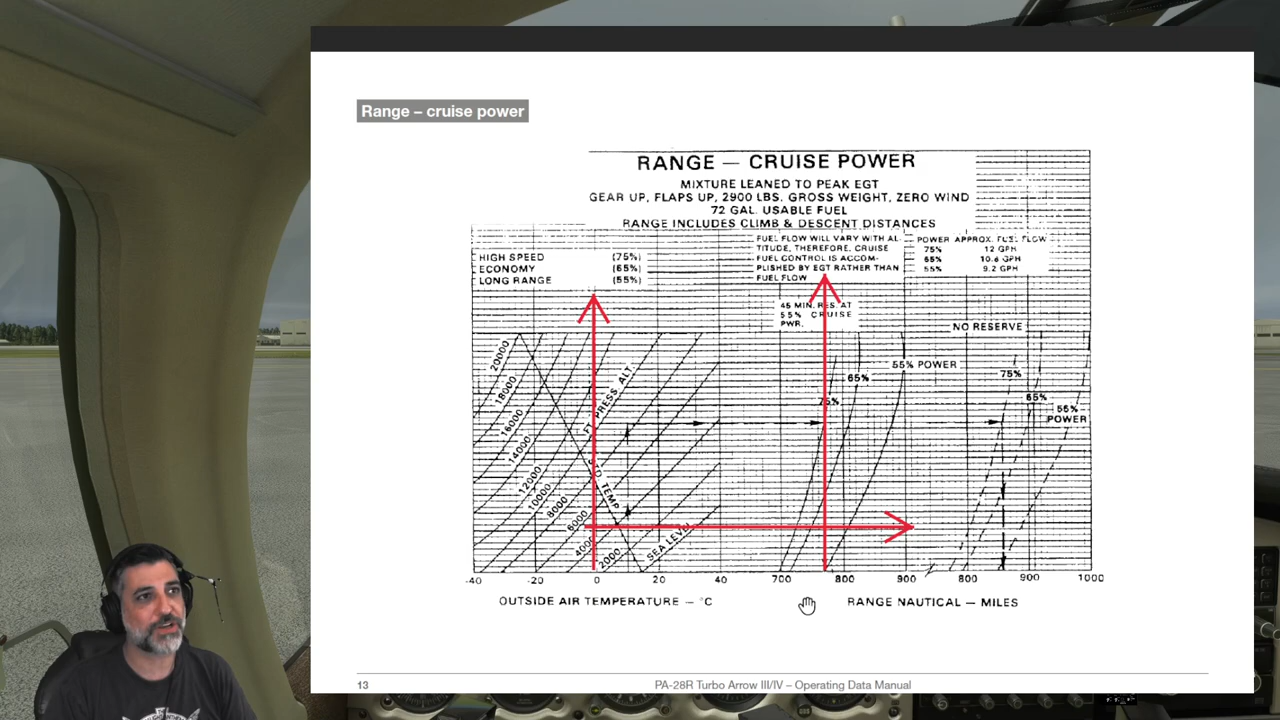 Range – cruise power
RANGE — CRUISE POWER
MIXTURE LEANED TO PEAK EGT
GEAR UP, FLAPS UP, 2900 LBS. GROSS WEIGHT, ZERO WIND
72 GAL. USABLE FUEL
RANGE INCLUDES CLIMB & DESCENT DISTANCES
HIGH SPEED (75%)
ECONOMY (65%)
LONG RANGE (55%)
FUEL FLOW WILL VARY WITH AL-
TITUDE, THEREFORE, CRUISE
FUEL CONTROL IS ACCOM-
PLISHED BY EGT RATHER THAN
FUEL FLOW
POWER APPROX. FUEL FLOW
75% 12 GPH
65% 10.6 GPH
55% 9.2 GPH
45 MIN. RES. AT
55% CRUISE
PWR.
NO RESERVE
20000
18000
16000
14000
12000
10000
8000
6000
4000
2000
SEA LEVEL
PRESS. ALT.
TEMP
55% POWER
65%
75%
75%
65%
55%
POWER
-40 -20 0 20 40 700 800 900 800 900 1000
OUTSIDE AIR TEMPERATURE — °C
RANGE NAUTICAL — MILES
13
PA-28R Turbo Arrow III/IV – Operating Data Manual